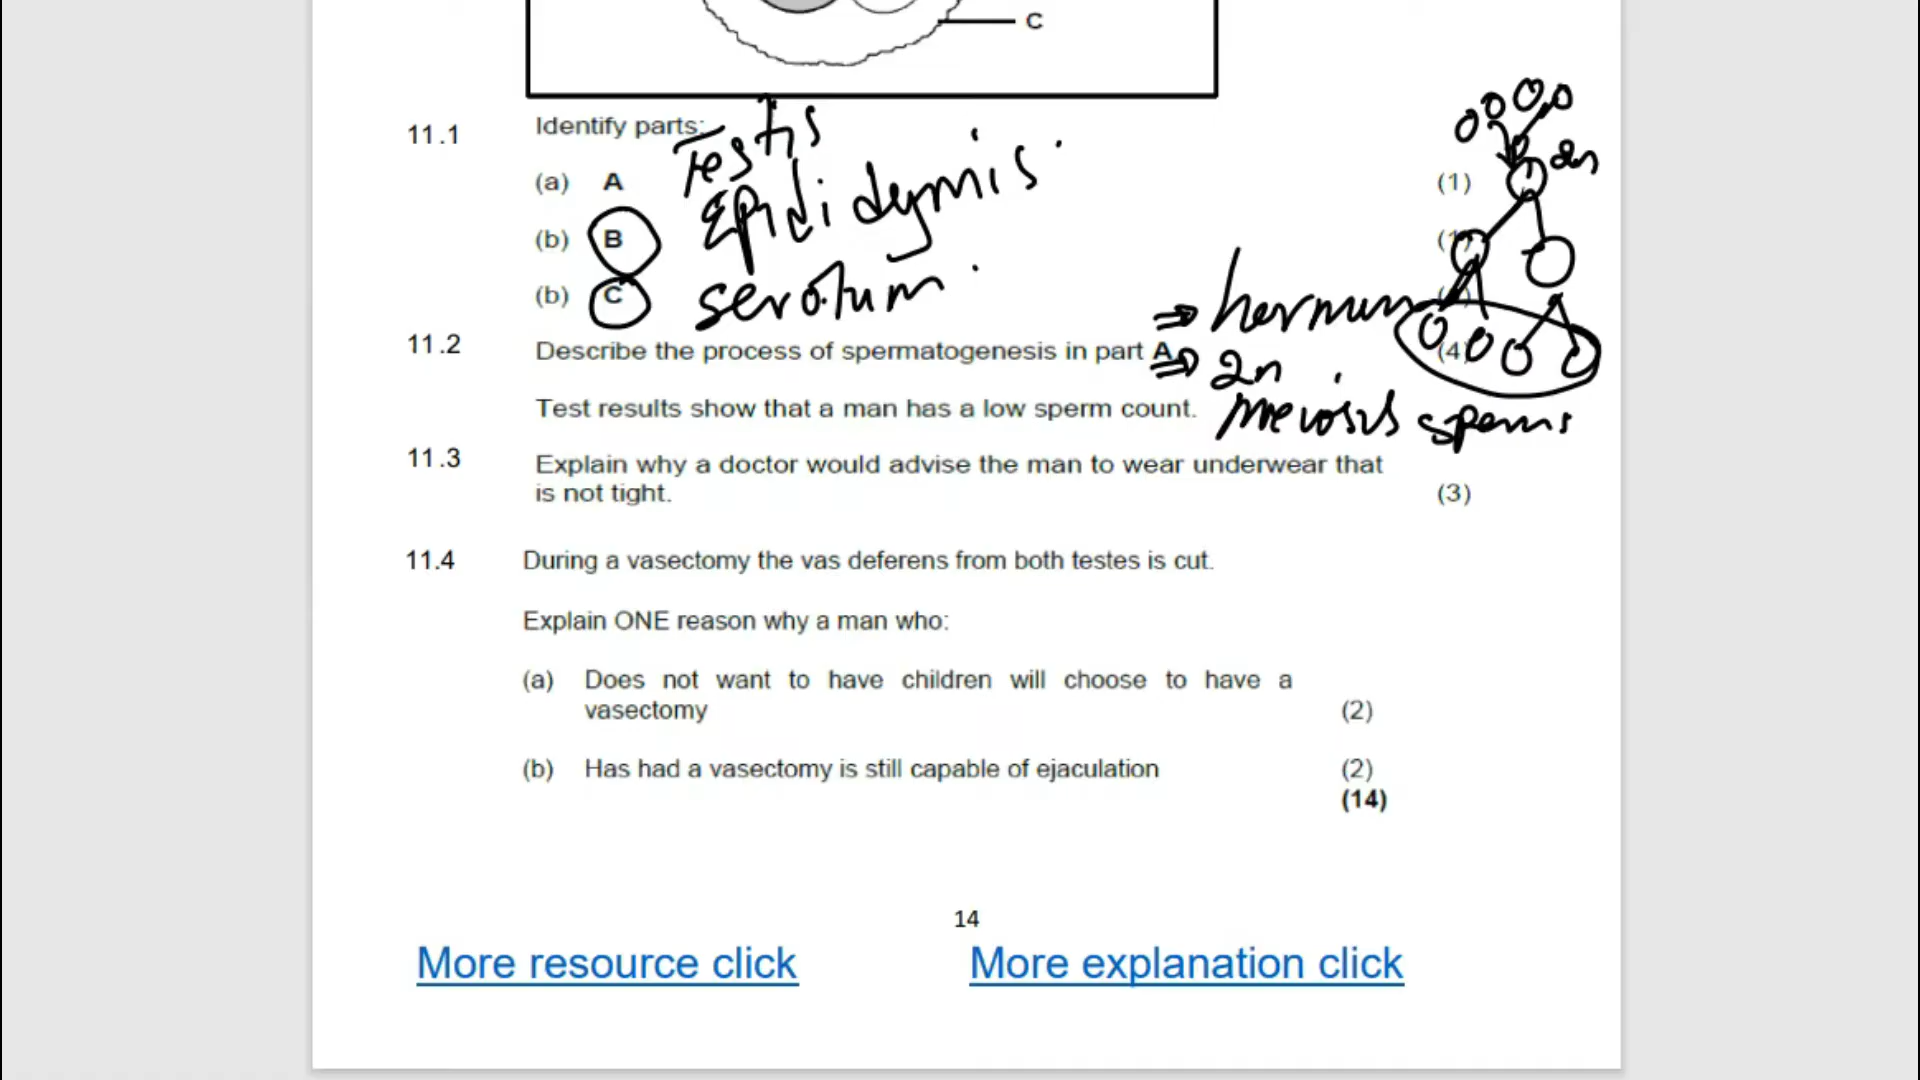 C
11.1 Identify parts:
(a) A Testis (1)
(b) B Epididymis (1)
(b) C scrotum
⇒ hormon
11.2 Describe the process of spermatogenesis in part A (4)
⇒ 2n
2n
Test results show that a man has a low sperm count.
meiosis sperms
11.3 Explain why a doctor would advise the man to wear underwear that
is not tight. (3)
11.4 During a vasectomy the vas deferens from both testes is cut.
Explain ONE reason why a man who:
(a) Does not want to have children will choose to have a
vasectomy (2)
(b) Has had a vasectomy is still capable of ejaculation (2)
(14)
14
More resource click More explanation click